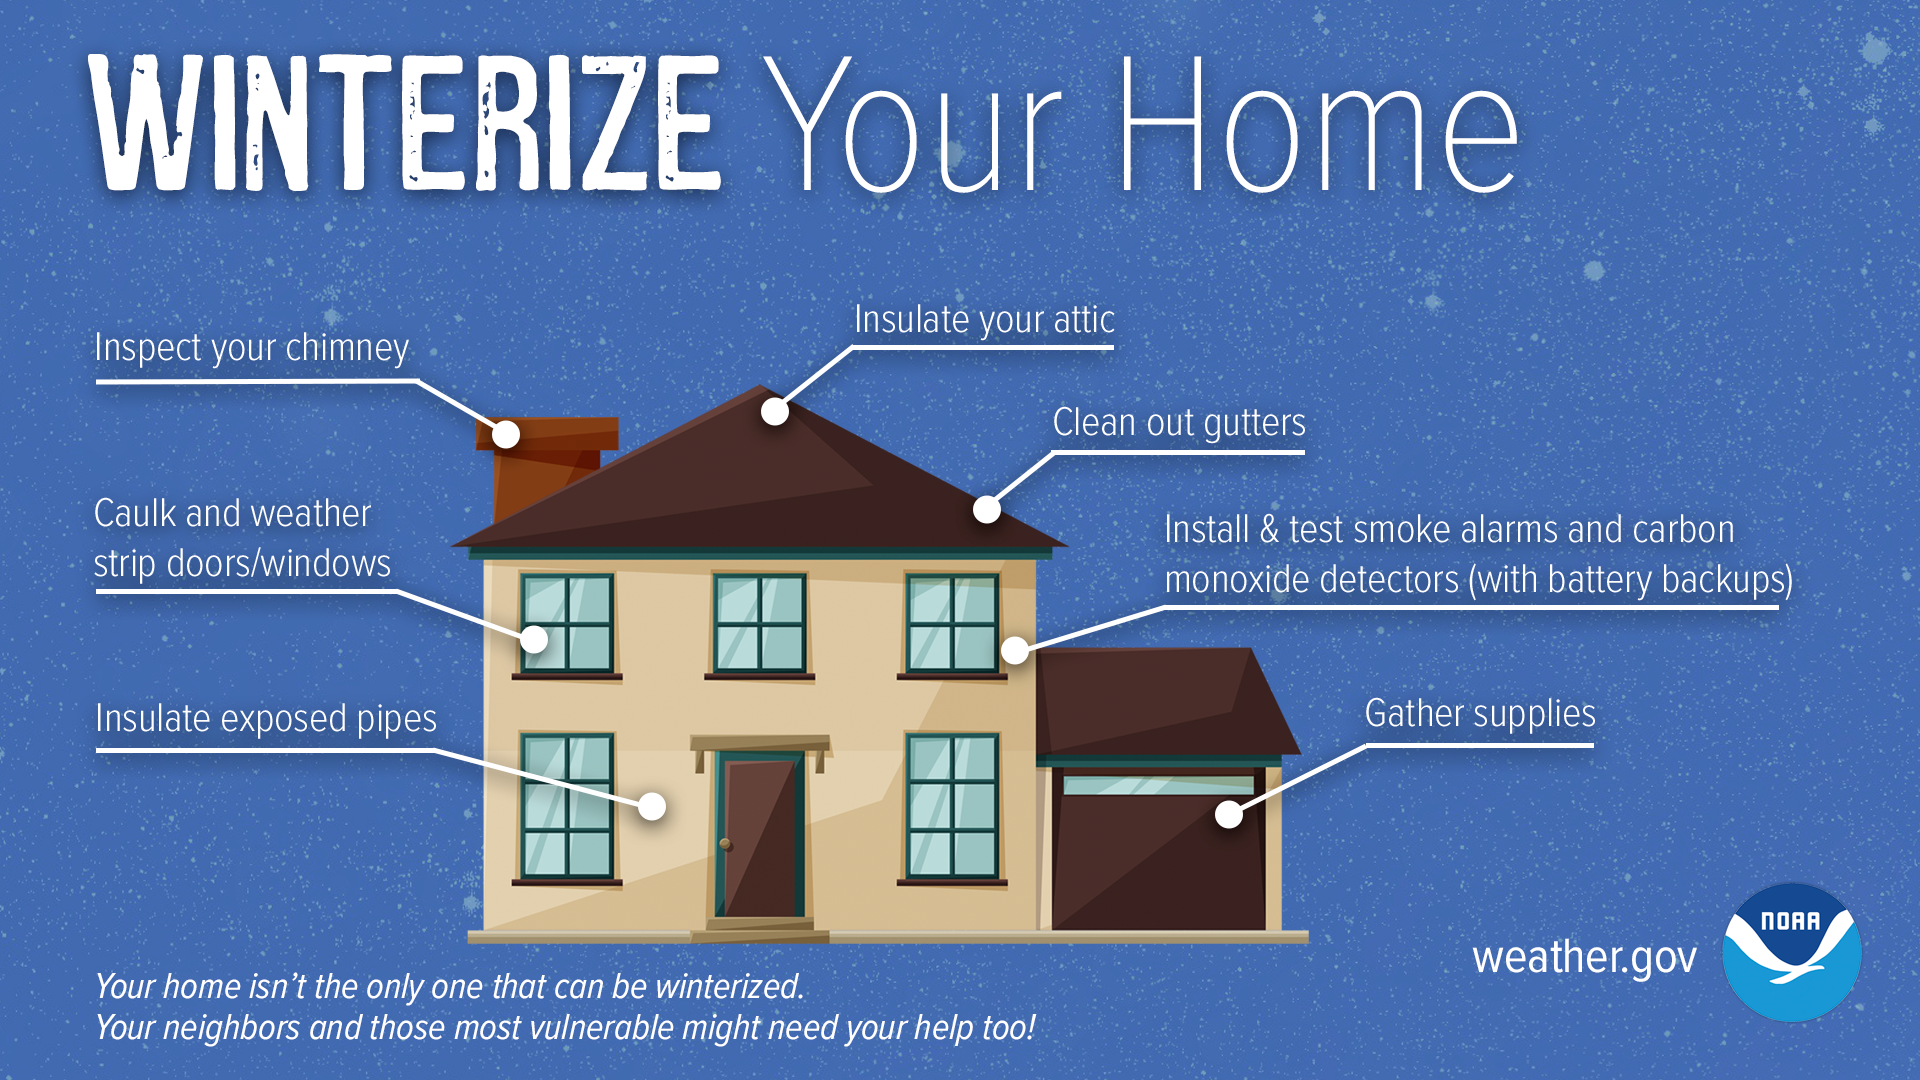 WINTERIZE Your Home
Insulate your attic
Inspect your chimney
Clean out gutters
Caulk and weather
strip doors/windows
Install & test smoke alarms and carbon
monoxide detectors (with battery backups)
Insulate exposed pipes
Gather supplies
NOAA
weather.gov
Your home isn’t the only one that can be winterized.
Your neighbors and those most vulnerable might need your help too!